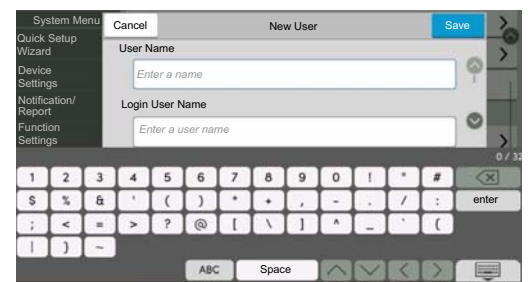 System Menu
Cancel
New User
Save
Quick Setup
Wizard
Device
Settings
Notification/
Report
Function
Settings
User Name
Enter a name
Login User Name
Enter a user name
0 / 32
1 2 3 4 5 6 7 8 9 0 ! " #
$ % & ' ( ) * + , - . / : enter
; < = > ? @ [ \ ] ^ _ ` {
| } ~
ABC Space